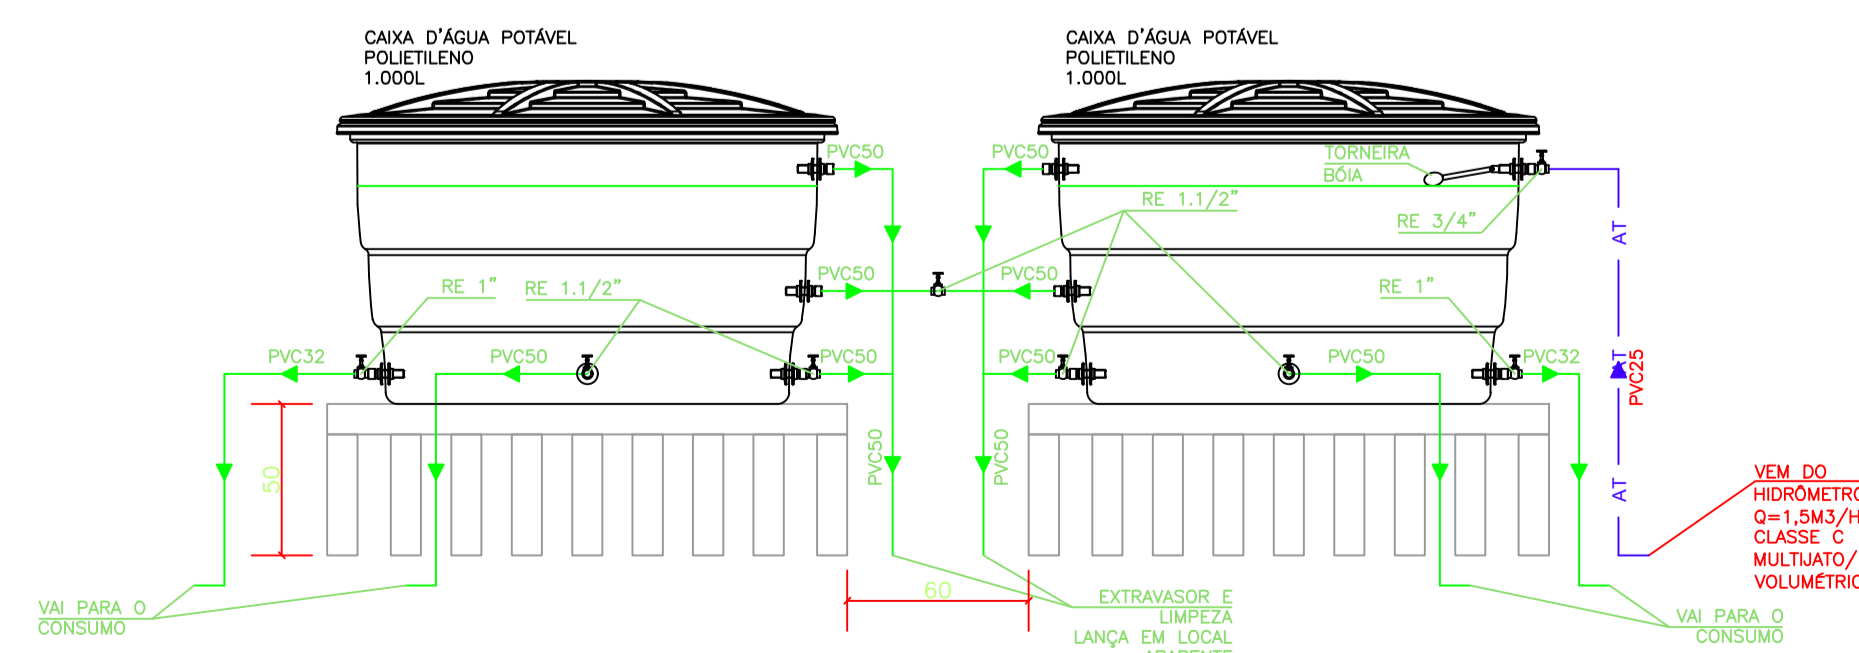 CAIXA D'ÁGUA POTÁVEL
POLIETILENO
1.000L
CAIXA D'ÁGUA POTÁVEL
POLIETILENO
1.000L
PVC50
PVC50
TORNEIRA
BÓIA
RE 1.1/2"
RE 3/4"
AT
PVC50
PVC50
RE 1"
RE 1.1/2"
RE 1"
PVC32
PVC50
PVC50
PVC50
PVC50
PVC32
AT
PVC25
PVC50
PVC50
50
AT
VEM DO
HIDRÔMETRO
Q=1,5M3/H
CLASSE C
MULTIJATO/
VOLUMÉTRIC
60
VAI PARA O
CONSUMO
EXTRAVASOR E
LIMPEZA
LANÇA EM LOCAL
APARENTE
VAI PARA O
CONSUMO